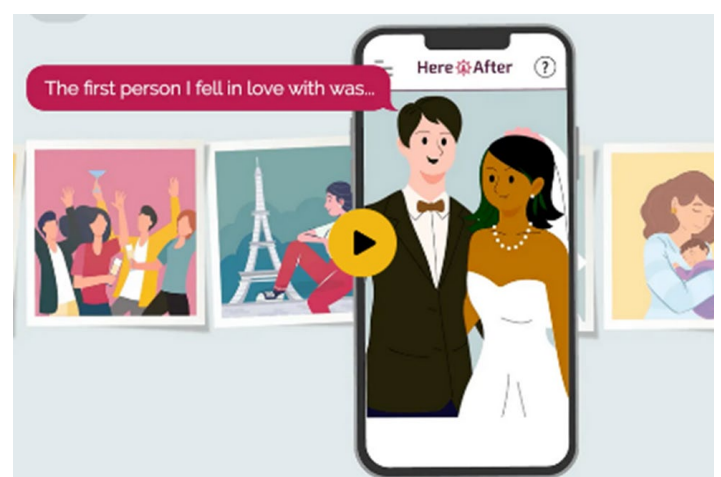 Here After ?
The first person I fell in love with was...